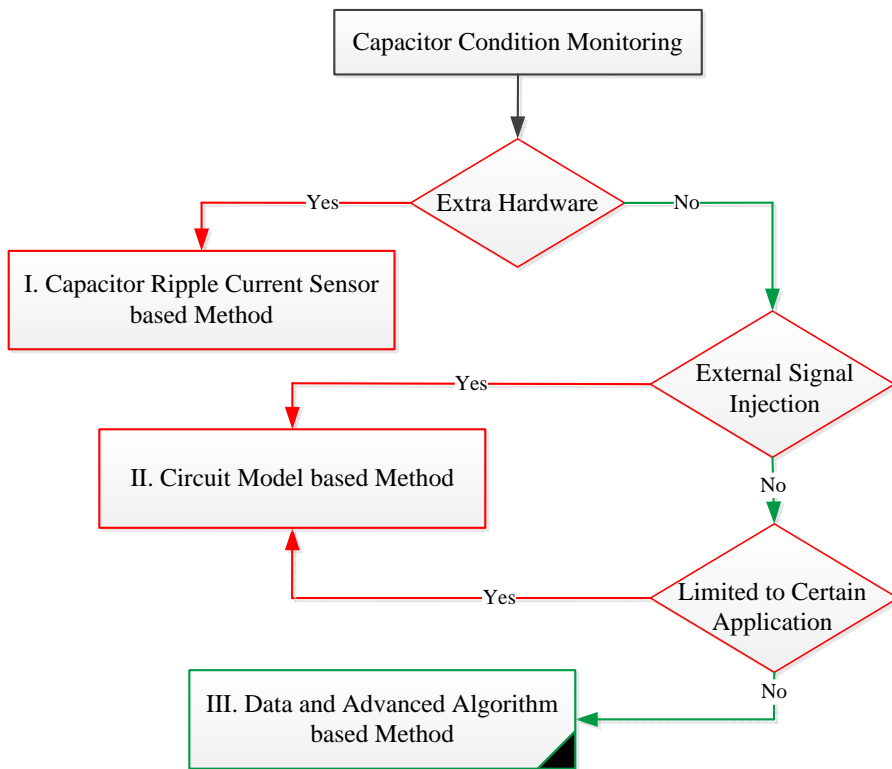 Capacitor Condition Monitoring
Extra Hardware
Yes
No
I. Capacitor Ripple Current Sensor
based Method
External Signal
Injection
Yes
II. Circuit Model based Method
No
Limited to Certain
Application
Yes
No
III. Data and Advanced Algorithm
based Method